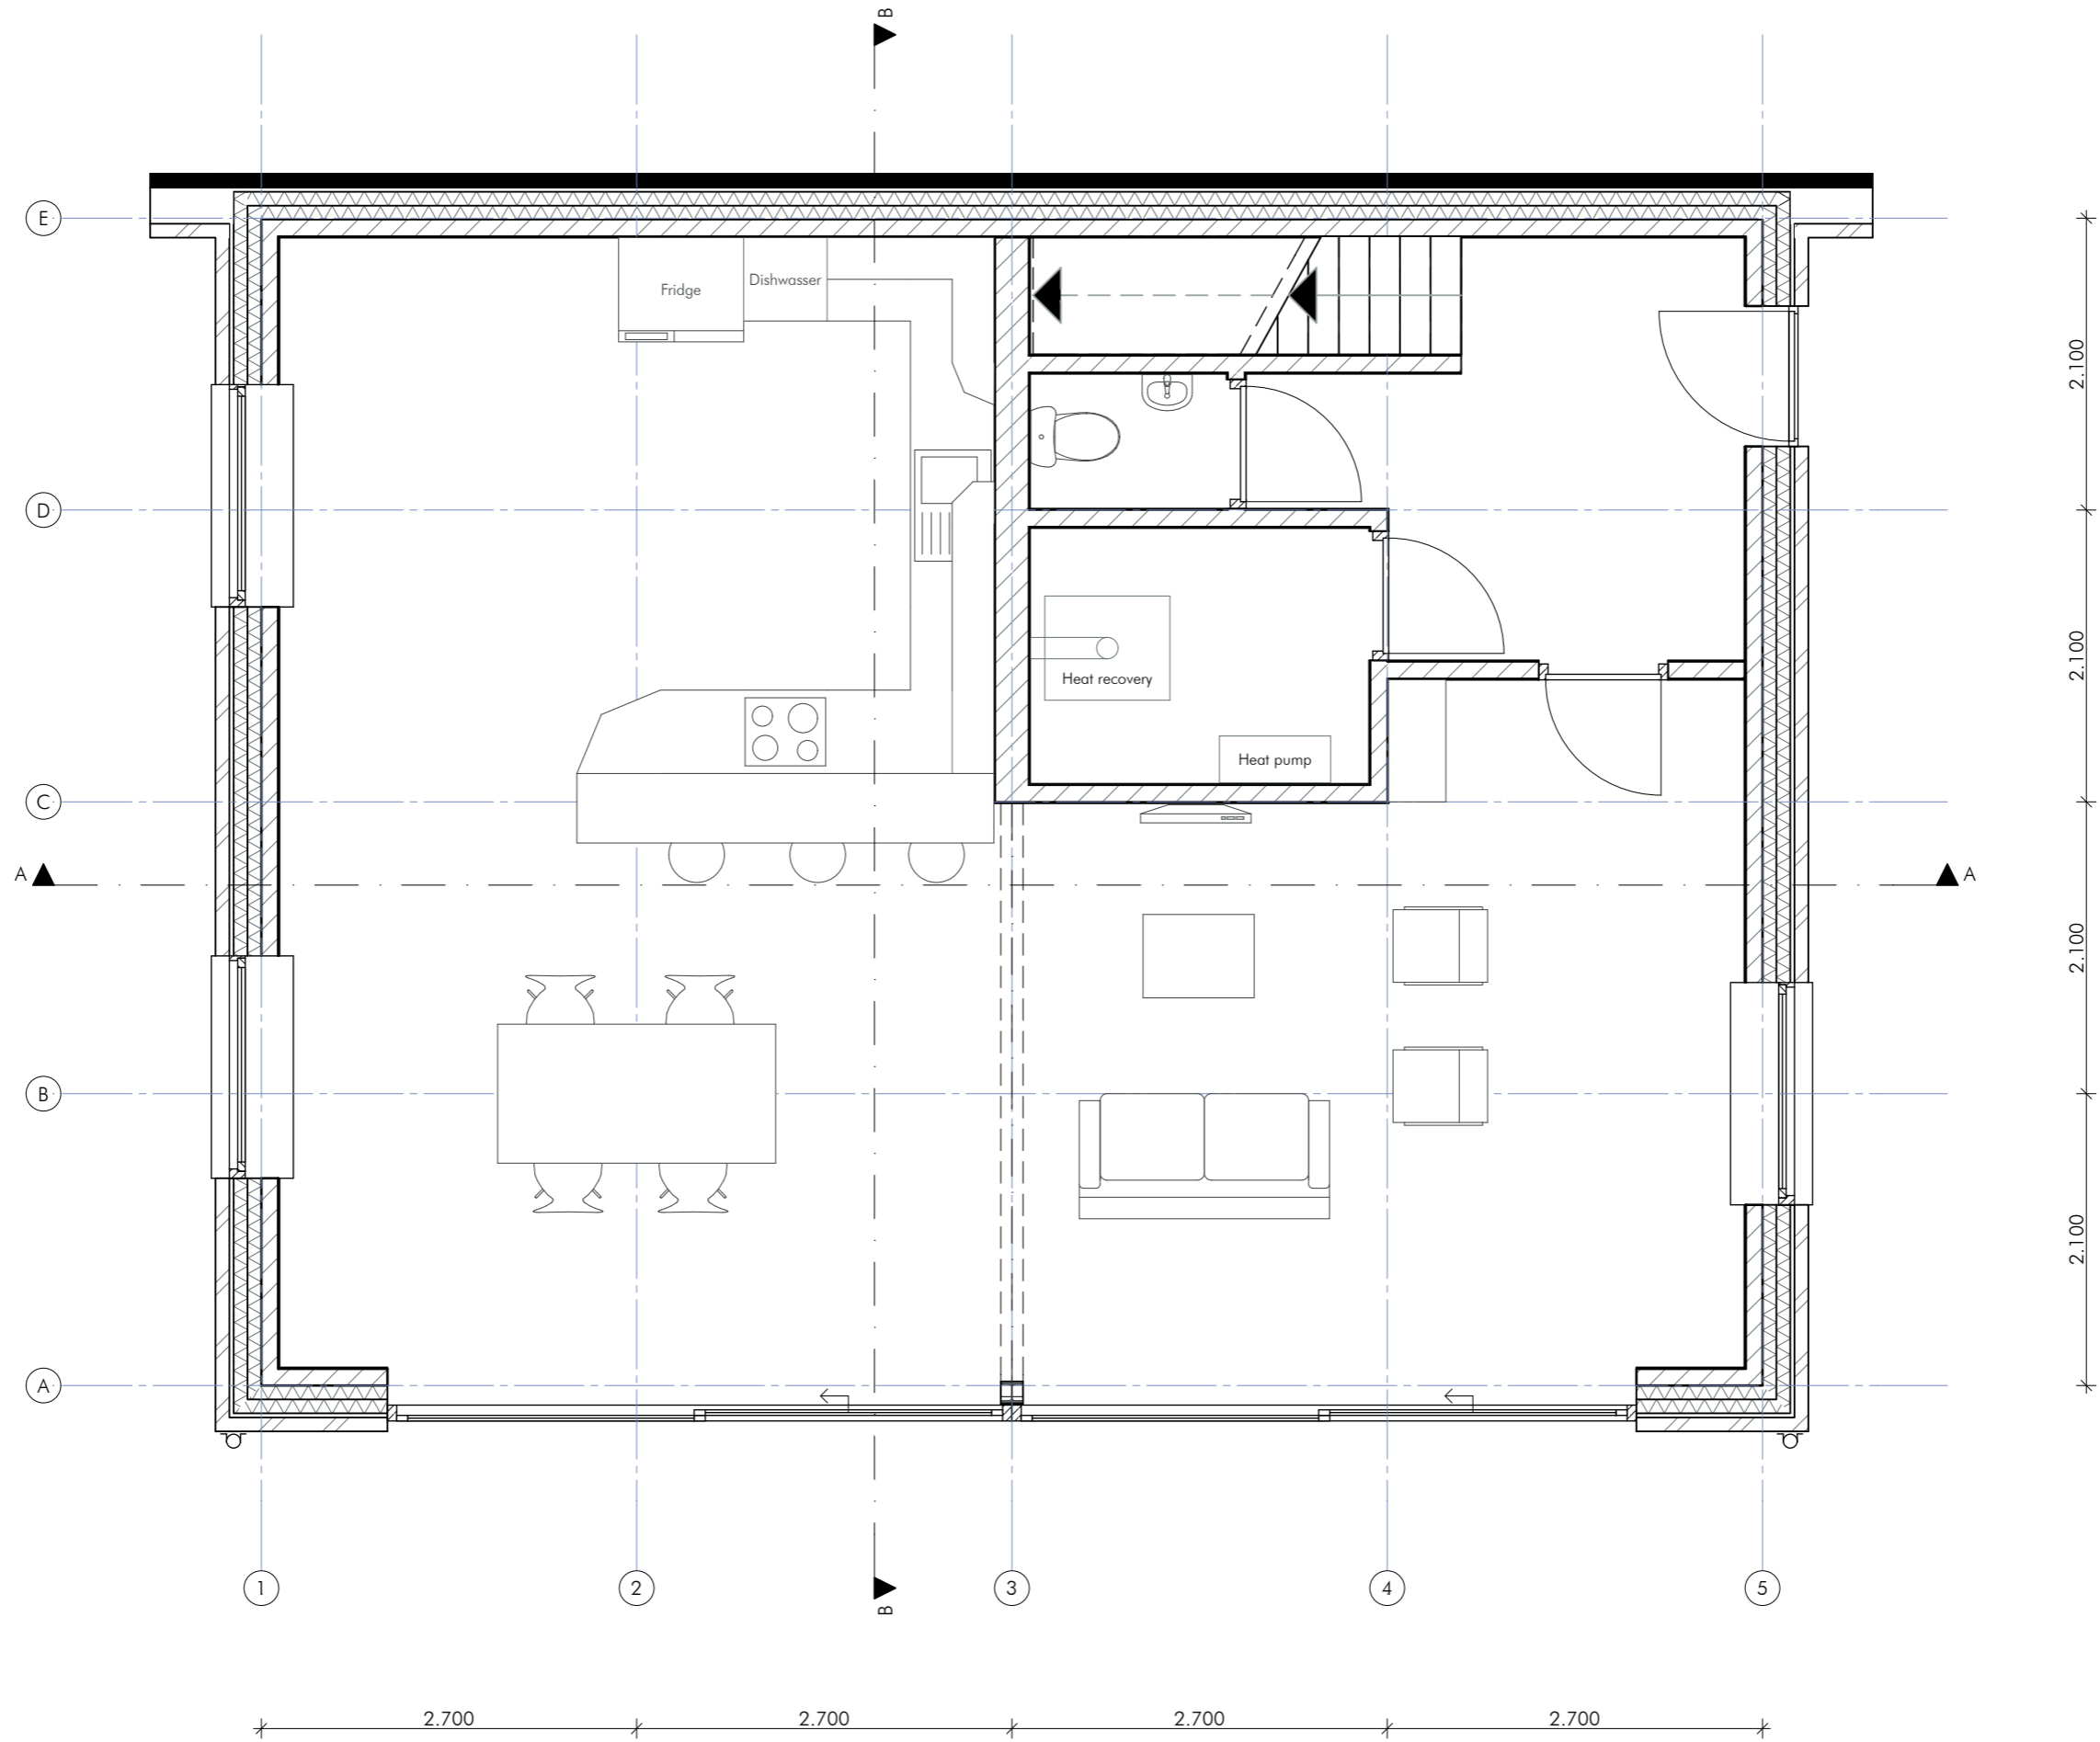 B
E
Fridge
Dishwasser
2.100
D
2.100
Heat recovery
Heat pump
C
A
A
2.100
B
2.100
A
1
2
3
4
5
B
2.700
2.700
2.700
2.700